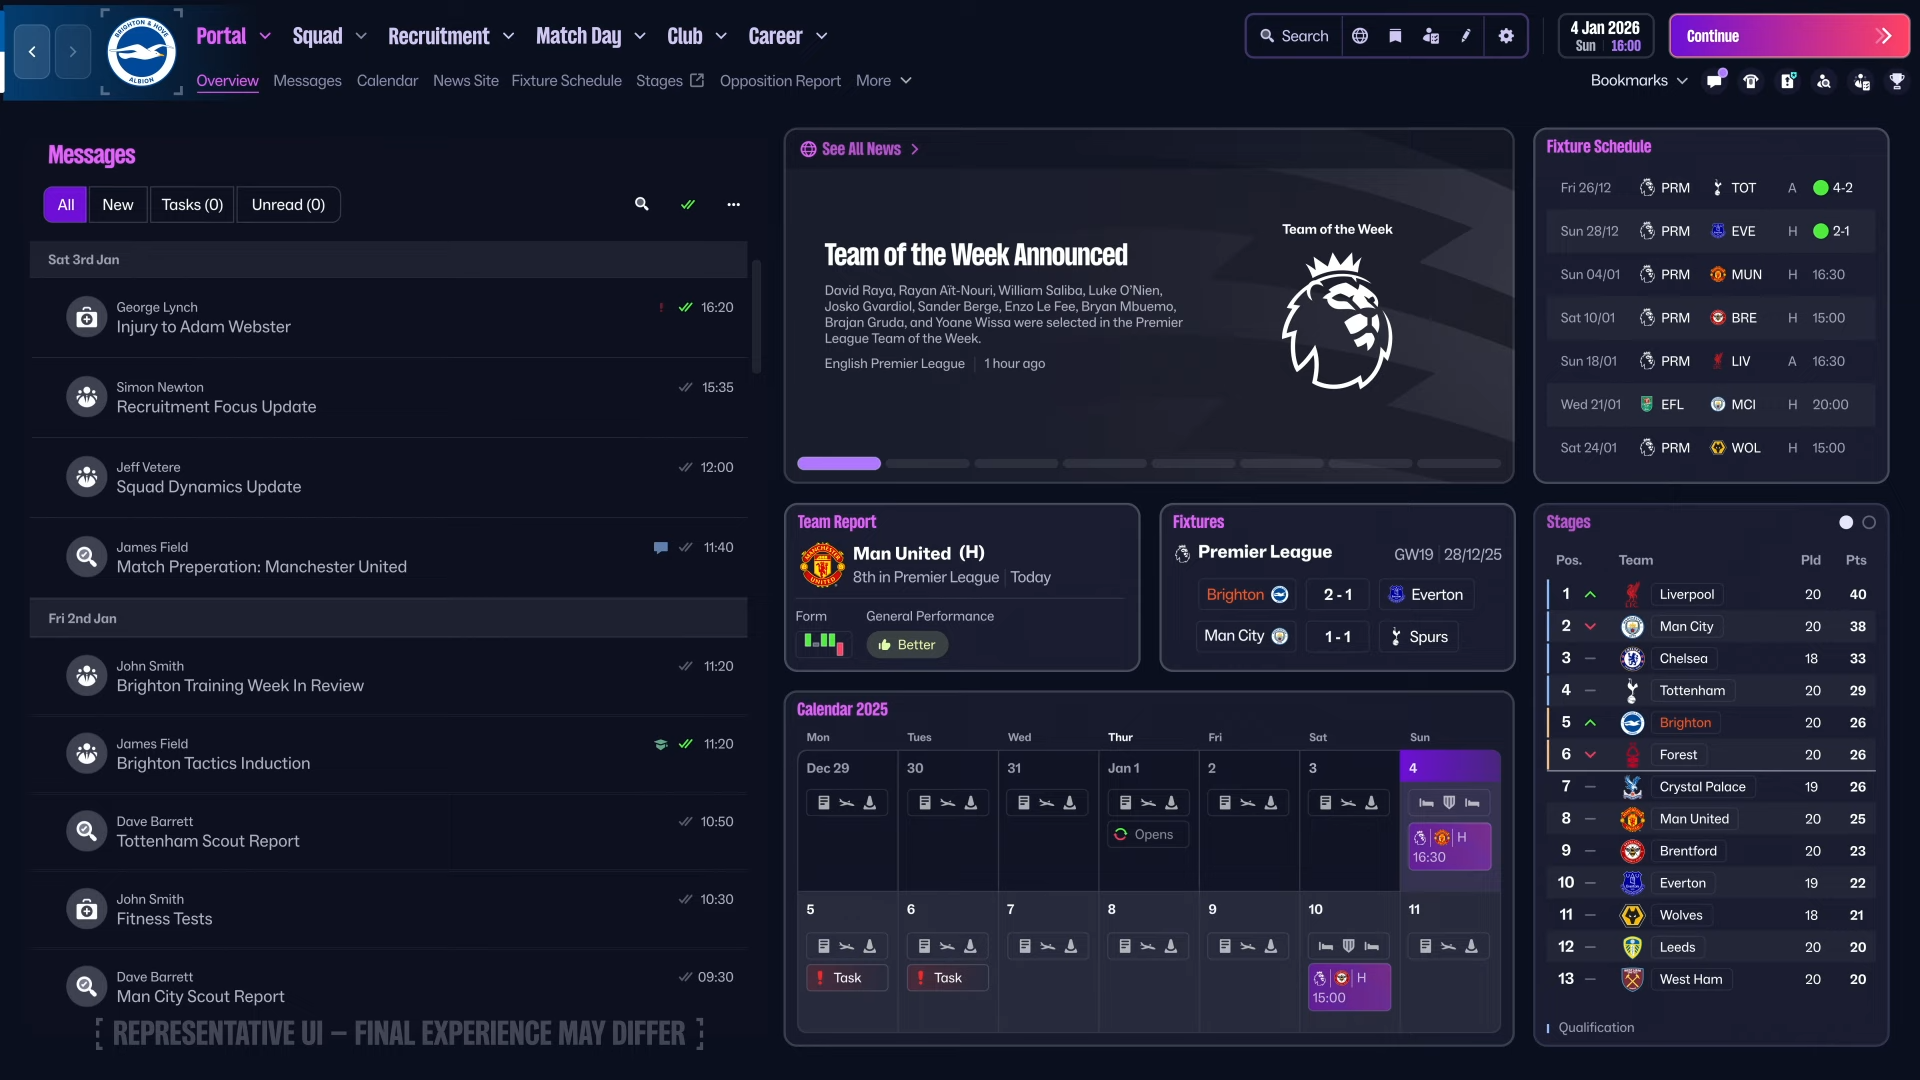 BRIGHTON & HOVE ALBION
Portal Squad Recruitment Match Day Club Career
Search
4 Jan 2026
Sun 16:00
Continue
Overview Messages Calendar News Site Fixture Schedule Stages Opposition Report More
Bookmarks
Messages
All New Tasks (0) Unread (0)
Sat 3rd Jan
George Lynch
Injury to Adam Webster
16:20
Simon Newton
Recruitment Focus Update
15:35
Jeff Vetere
Squad Dynamics Update
12:00
James Field
Match Preperation: Manchester United
11:40
Fri 2nd Jan
John Smith
Brighton Training Week In Review
11:20
James Field
Brighton Tactics Induction
11:20
Dave Barrett
Tottenham Scout Report
10:50
John Smith
Fitness Tests
10:30
Dave Barrett
Man City Scout Report
09:30
REPRESENTATIVE UI – FINAL EXPERIENCE MAY DIFFER
See All News
Team of the Week Announced
David Raya, Rayan Aït-Nouri, William Saliba, Luke O'Nien,
Josko Gvardiol, Sander Berge, Enzo Le Fee, Bryan Mbuemo,
Brajan Gruda, and Yoane Wissa were selected in the Premier
League Team of the Week.
English Premier League 1 hour ago
Team of the Week
Team Report
Man United (H)
8th in Premier League Today
Form General Performance
Better
Fixtures
Premier League GW19 28/12/25
Brighton 2 - 1 Everton
Man City 1 - 1 Spurs
Calendar 2025
Mon Tues Wed Thur Fri Sat Sun
Dec 29 30 31 Jan 1 2 3 4
Opens
H
16:30
5 6 7 8 9 10 11
Task Task
H
15:00
Fixture Schedule
Fri 26/12 PRM TOT A 4-2
Sun 28/12 PRM EVE H 2-1
Sun 04/01 PRM MUN H 16:30
Sat 10/01 PRM BRE H 15:00
Sun 18/01 PRM LIV A 16:30
Wed 21/01 EFL MCI H 20:00
Sat 24/01 PRM WOL H 15:00
Stages
Pos. Team Pld Pts
1 Liverpool 20 40
2 Man City 20 38
3 Chelsea 18 33
4 Tottenham 20 29
5 Brighton 20 26
6 Forest 20 26
7 Crystal Palace 19 26
8 Man United 20 25
9 Brentford 20 23
10 Everton 19 22
11 Wolves 18 21
12 Leeds 20 20
13 West Ham 20 20
Qualification